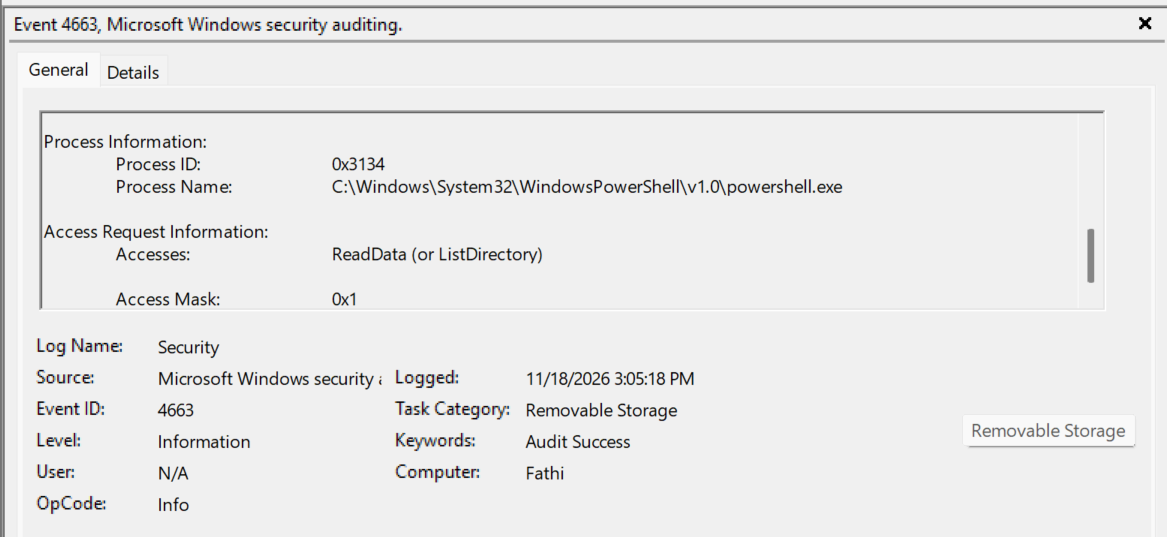 Event 4663, Microsoft Windows security auditing.
General Details
Process Information:
Process ID: 0x3134
Process Name: C:\Windows\System32\WindowsPowerShell\v1.0\powershell.exe
Access Request Information:
Accesses: ReadData (or ListDirectory)
Access Mask: 0x1
Log Name: Security
Source: Microsoft Windows security Logged: 11/18/2026 3:05:18 PM
Event ID: 4663 Task Category: Removable Storage
Level: Information Keywords: Audit Success
User: N/A Computer: Fathi
OpCode: Info
Removable Storage